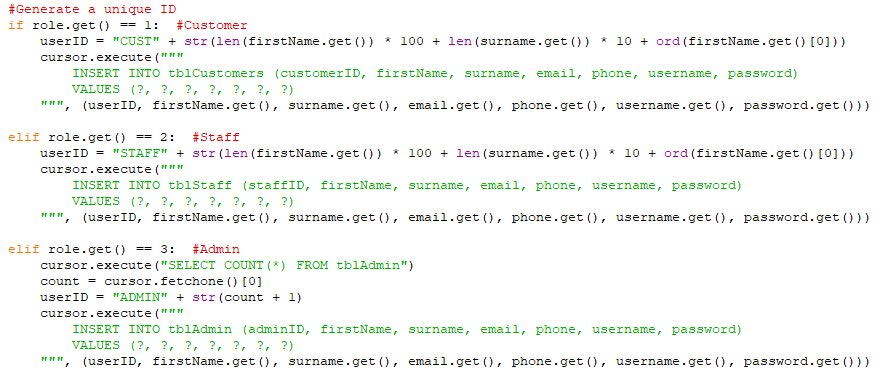 #Generate a unique ID
if role.get() == 1:  #Customer
    userID = "CUST" + str(len(firstName.get()) * 100 + len(surname.get()) * 10 + ord(firstName.get()[0]))
    cursor.execute("""
        INSERT INTO tblCustomers (customerID, firstName, surname, email, phone, username, password)
        VALUES (?, ?, ?, ?, ?, ?, ?)
    """, (userID, firstName.get(), surname.get(), email.get(), phone.get(), username.get(), password.get()))

elif role.get() == 2:  #Staff
    userID = "STAFF" + str(len(firstName.get()) * 100 + len(surname.get()) * 10 + ord(firstName.get()[0]))
    cursor.execute("""
        INSERT INTO tblStaff (staffID, firstName, surname, email, phone, username, password)
        VALUES (?, ?, ?, ?, ?, ?, ?)
    """, (userID, firstName.get(), surname.get(), email.get(), phone.get(), username.get(), password.get()))

elif role.get() == 3:  #Admin
    cursor.execute("SELECT COUNT(*) FROM tblAdmin")
    count = cursor.fetchone()[0]
    userID = "ADMIN" + str(count + 1)
    cursor.execute("""
        INSERT INTO tblAdmin (adminID, firstName, surname, email, phone, username, password)
        VALUES (?, ?, ?, ?, ?, ?, ?)
    """, (userID, firstName.get(), surname.get(), email.get(), phone.get(), username.get(), password.get()))